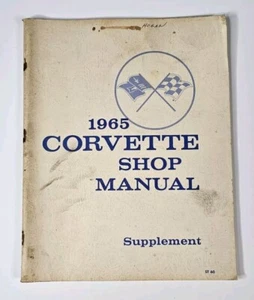 1965
CORVETTE
SHOP
MANUAL
Supplement